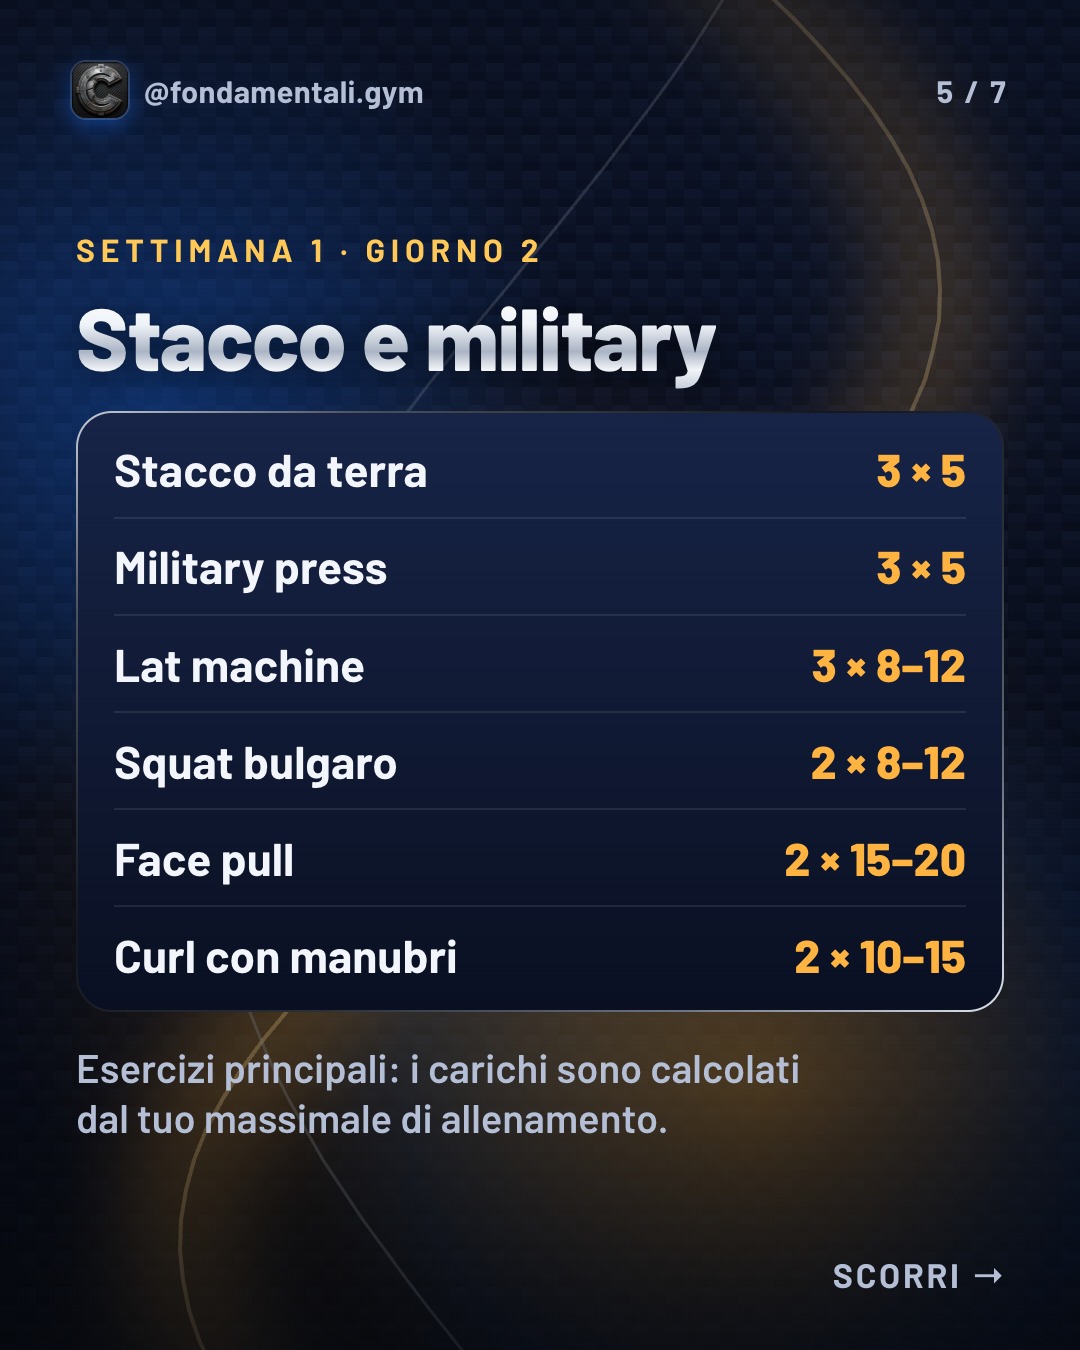 @fondamentali.gym
5 / 7
SETTIMANA 1 · GIORNO 2
Stacco e military
Stacco da terra 3 × 5
Military press 3 × 5
Lat machine 3 × 8–12
Squat bulgaro 2 × 8–12
Face pull 2 × 15–20
Curl con manubri 2 × 10–15
Esercizi principali: i carichi sono calcolati
dal tuo massimale di allenamento.
SCORRI →